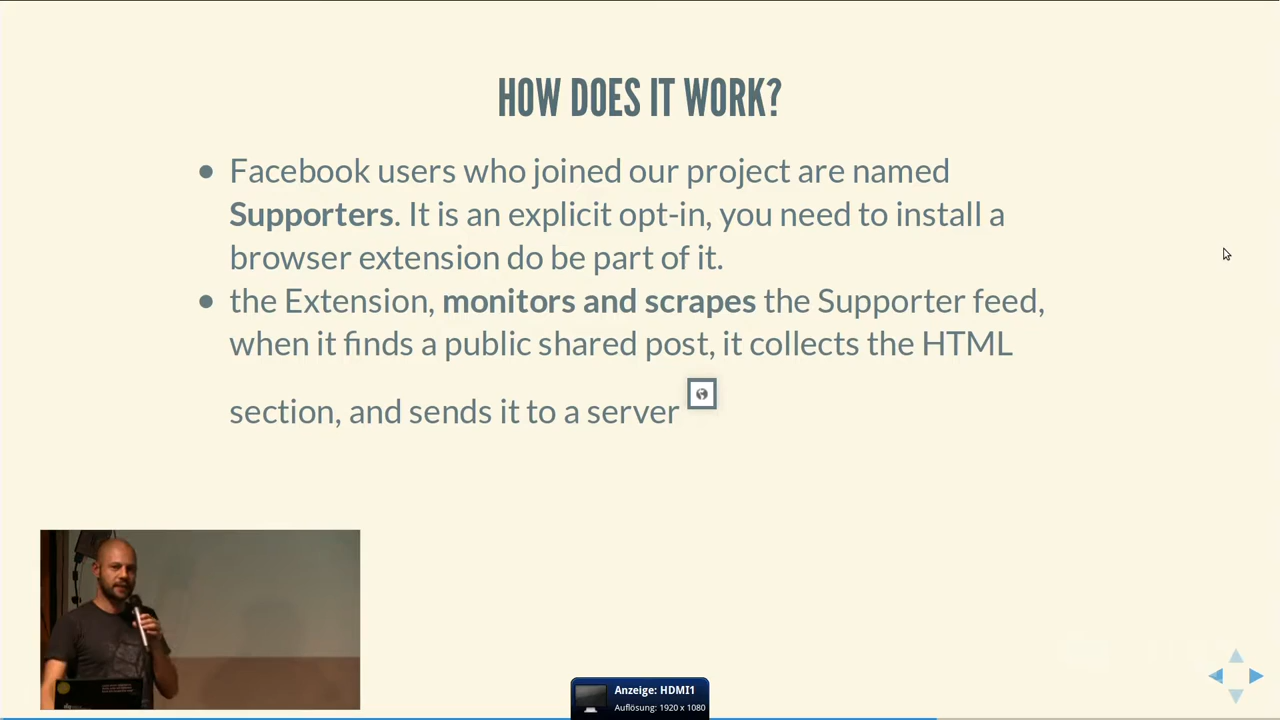 HOW DOES IT WORK?
Facebook users who joined our project are named
Supporters. It is an explicit opt-in, you need to install a
browser extension do be part of it.
the Extension, monitors and scrapes the Supporter feed,
when it finds a public shared post, it collects the HTML
section, and sends it to a server
Anzeige: HDMI1
Auflösung: 1920 x 1080